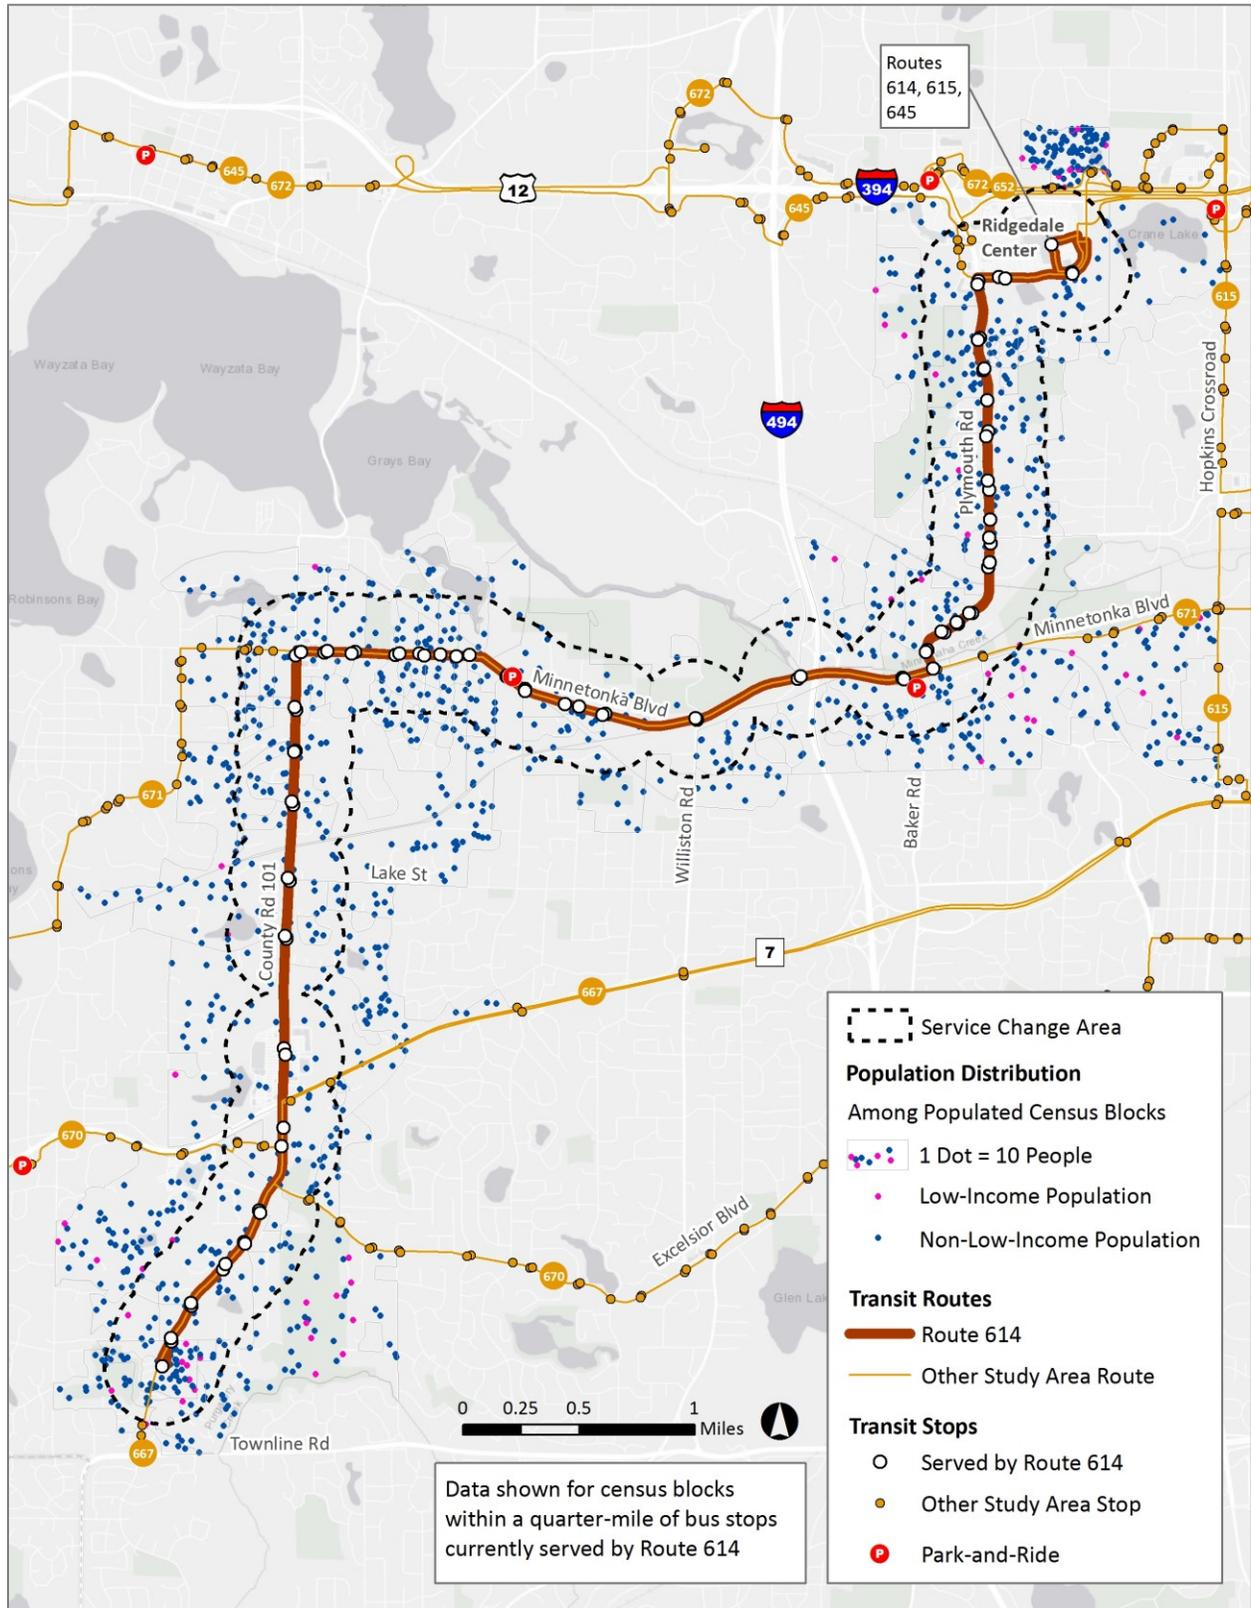 Routes
614, 615,
645
672
P
645
672
12
394
P
672
652
645
P
Ridgedale
Center
Crane Lake
615
Wayzata Bay
Wayzata Bay
494
Hopkins Crossroad
Plymouth Rd
Grays Bay
Robinsons Bay
Minnetonka Blvd
671
P
Minnetonka Blvd
P
615
671
Williston Rd
Baker Rd
Lake St
County Rd 101
7
667
670
P
Excelsior Blvd
670
Glen Lak
667
Townline Rd
0 0.25 0.5 1
Miles
Data shown for census blocks
within a quarter-mile of bus stops
currently served by Route 614
Service Change Area
Population Distribution
Among Populated Census Blocks
1 Dot = 10 People
Low-Income Population
Non-Low-Income Population
Transit Routes
Route 614
Other Study Area Route
Transit Stops
Served by Route 614
Other Study Area Stop
P Park-and-Ride